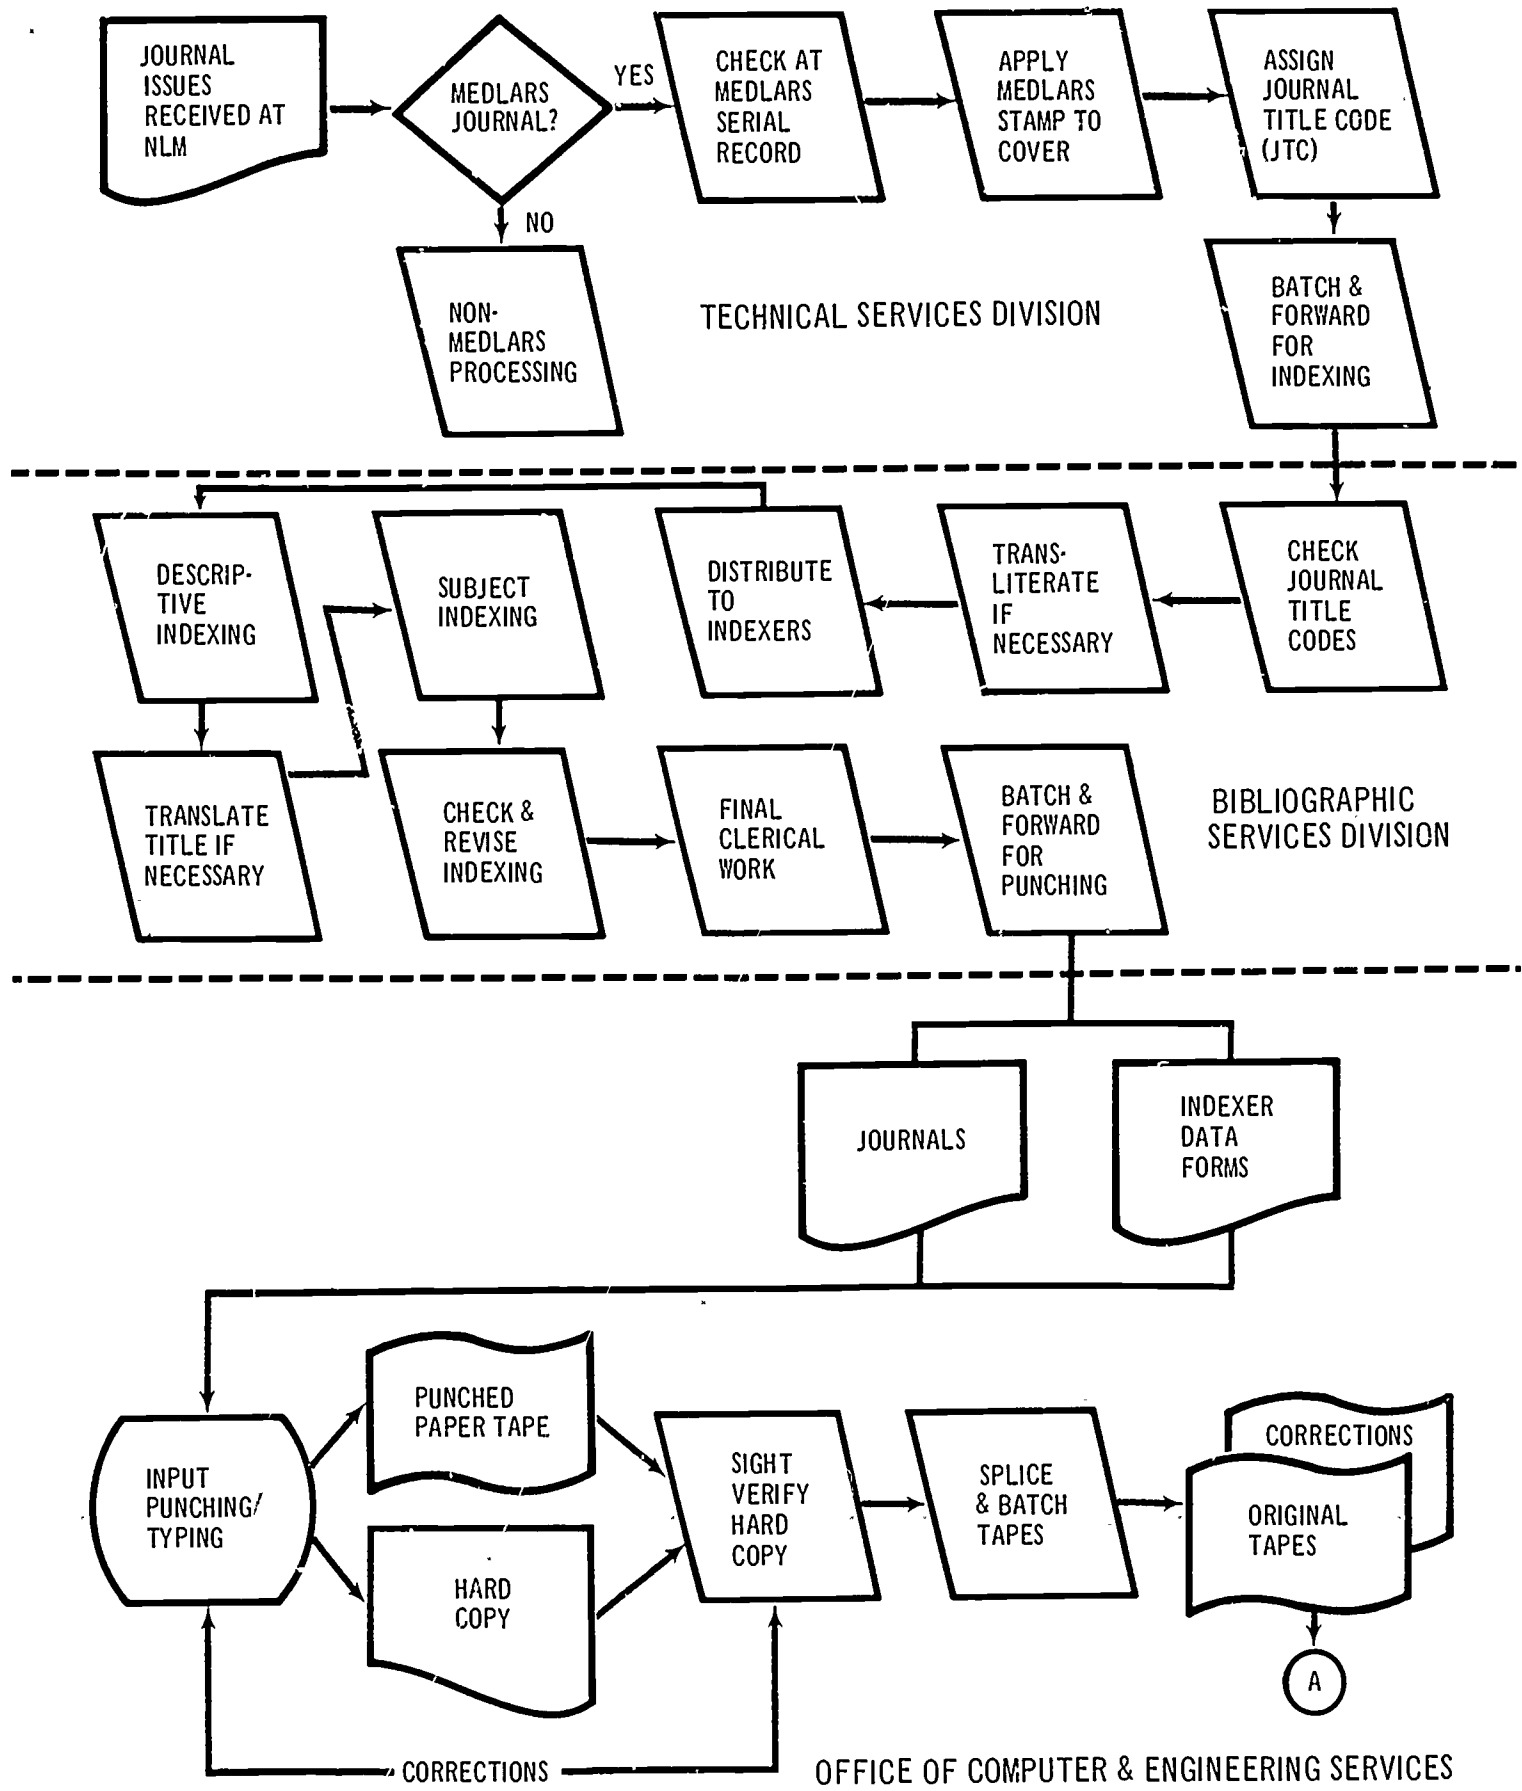 JOURNAL
ISSUES
RECEIVED AT
NLM
MEDLARS
JOURNAL?
YES
NO
CHECK AT
MEDLARS
SERIAL
RECORD
APPLY
MEDLARS
STAMP TO
COVER
ASSIGN
JOURNAL
TITLE CODE
(JTC)
NON-
MEDLARS
PROCESSING
TECHNICAL SERVICES DIVISION
BATCH &
FORWARD
FOR
INDEXING
CHECK
JOURNAL
TITLE
CODES
TRANS-
LITERATE
IF
NECESSARY
DISTRIBUTE
TO
INDEXERS
DESCRIP-
TIVE
INDEXING
TRANSLATE
TITLE IF
NECESSARY
SUBJECT
INDEXING
CHECK &
REVISE
INDEXING
FINAL
CLERICAL
WORK
BATCH &
FORWARD
FOR
PUNCHING
BIBLIOGRAPHIC
SERVICES DIVISION
JOURNALS
INDEXER
DATA
FORMS
INPUT
PUNCHING/
TYPING
PUNCHED
PAPER TAPE
HARD
COPY
SIGHT
VERIFY
HARD
COPY
SPLICE
& BATCH
TAPES
CORRECTIONS
ORIGINAL
TAPES
A
CORRECTIONS
OFFICE OF COMPUTER & ENGINEERING SERVICES